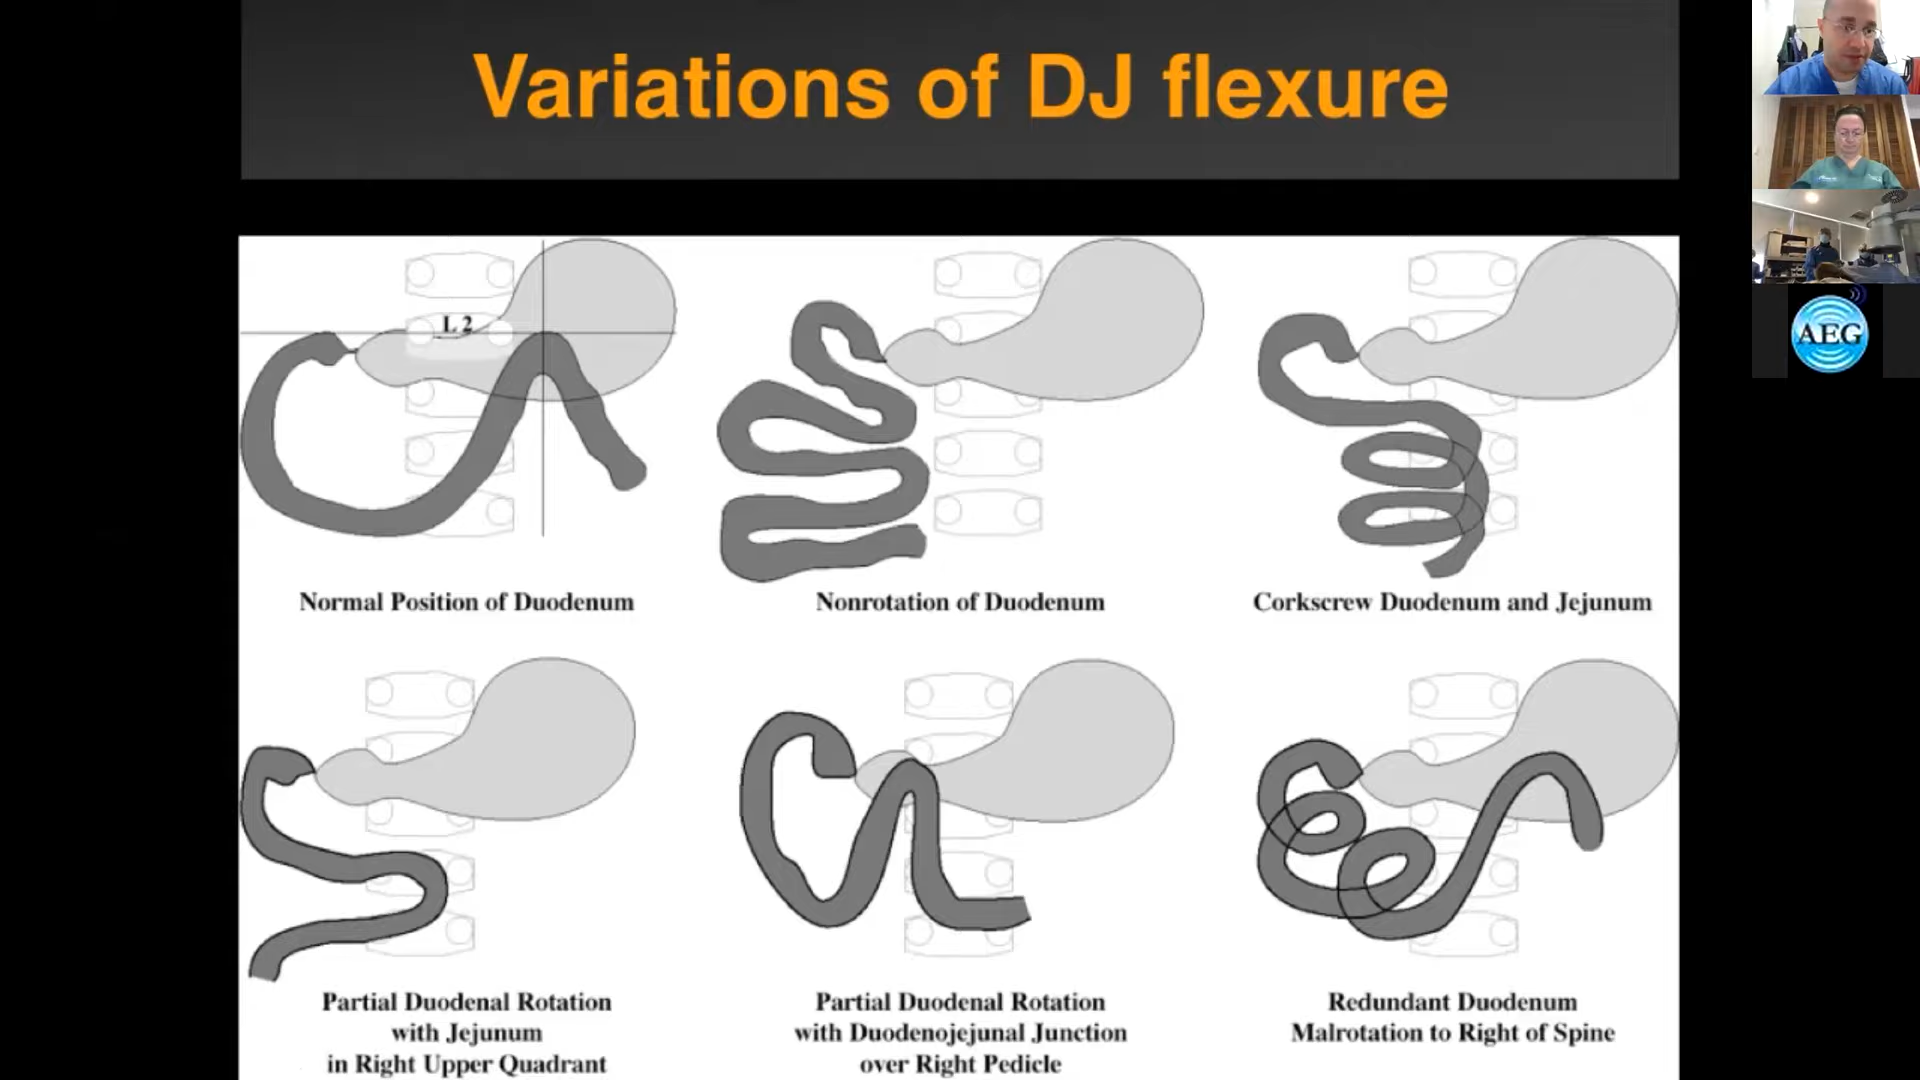 Variations of DJ flexure
L 2
Normal Position of Duodenum
Nonrotation of Duodenum
Corkscrew Duodenum and Jejunum
Partial Duodenal Rotation
with Jejunum
in Right Upper Quadrant
Partial Duodenal Rotation
with Duodenojejunal Junction
over Right Pedicle
Redundant Duodenum
Malrotation to Right of Spine
AEG